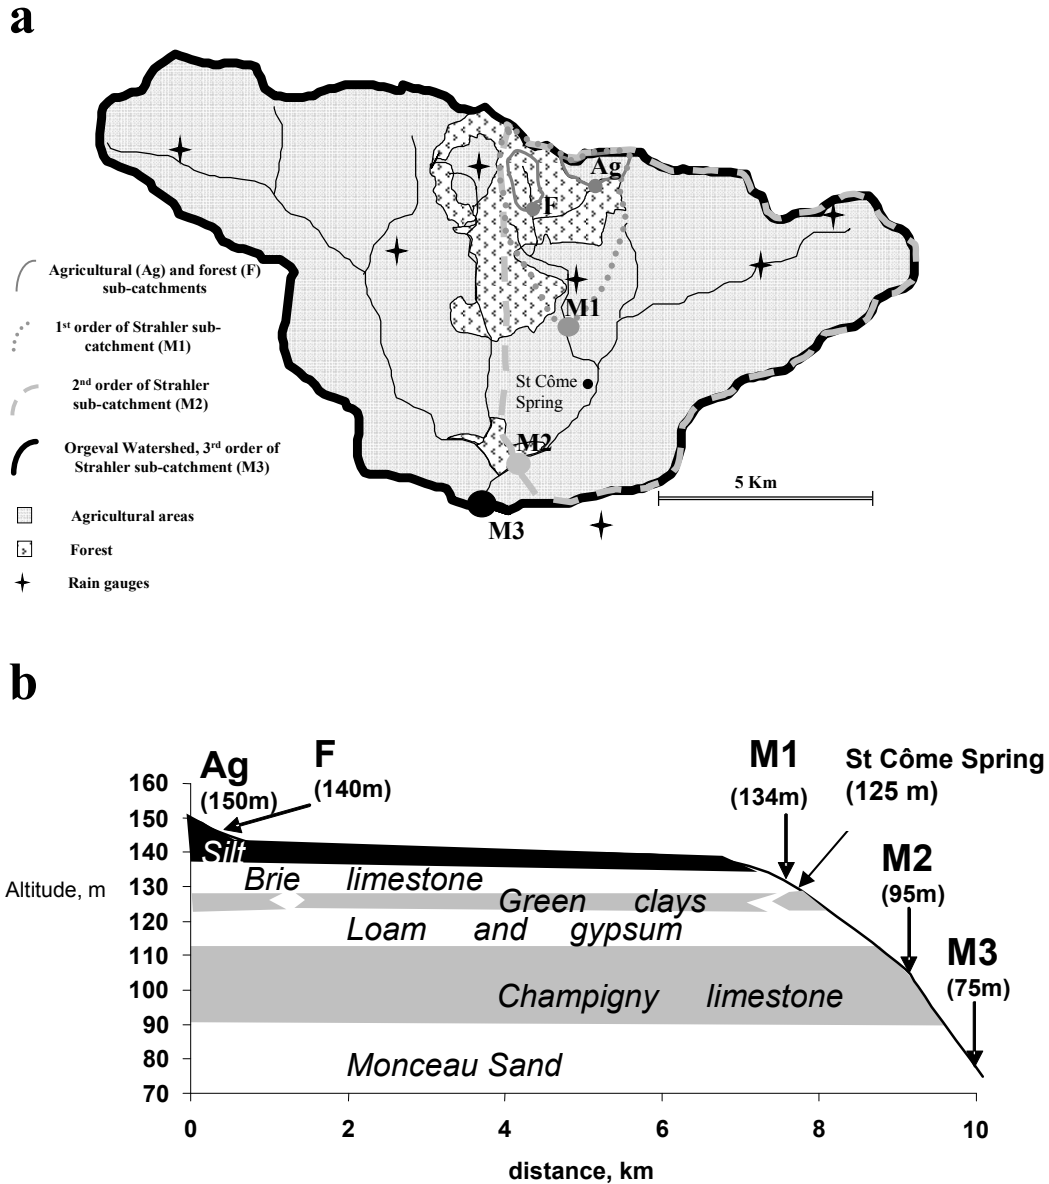 a
Ag
F
Agricultural (Ag) and forest (F)
sub-catchments
M1
1st order of Strahler sub-
catchment (M1)
St Côme
Spring
2nd order of Strahler
sub-catchment (M2)
M2
Orgeval Watershed, 3rd order of
Strahler sub-catchment (M3)
5 Km
Agricultural areas
M3
Forest
Rain gauges
b
Ag
(150m)
F
(140m)
M1
(134m)
St Côme Spring
(125 m)
M2
(95m)
M3
(75m)
Altitude, m
160
150
140
130
120
110
100
90
80
70
Silt
Brie limestone
Green clays
Loam and gypsum
Champigny limestone
Monceau Sand
0 2 4 6 8 10
distance, km